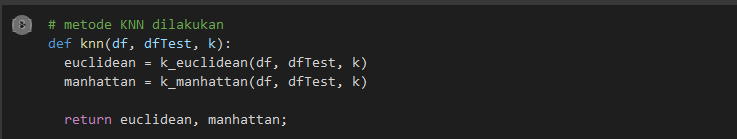 # metode KNN dilakukan
def knn(df, dfTest, k):
  euclidean = k_euclidean(df, dfTest, k)
  manhattan = k_manhattan(df, dfTest, k)

  return euclidean, manhattan;